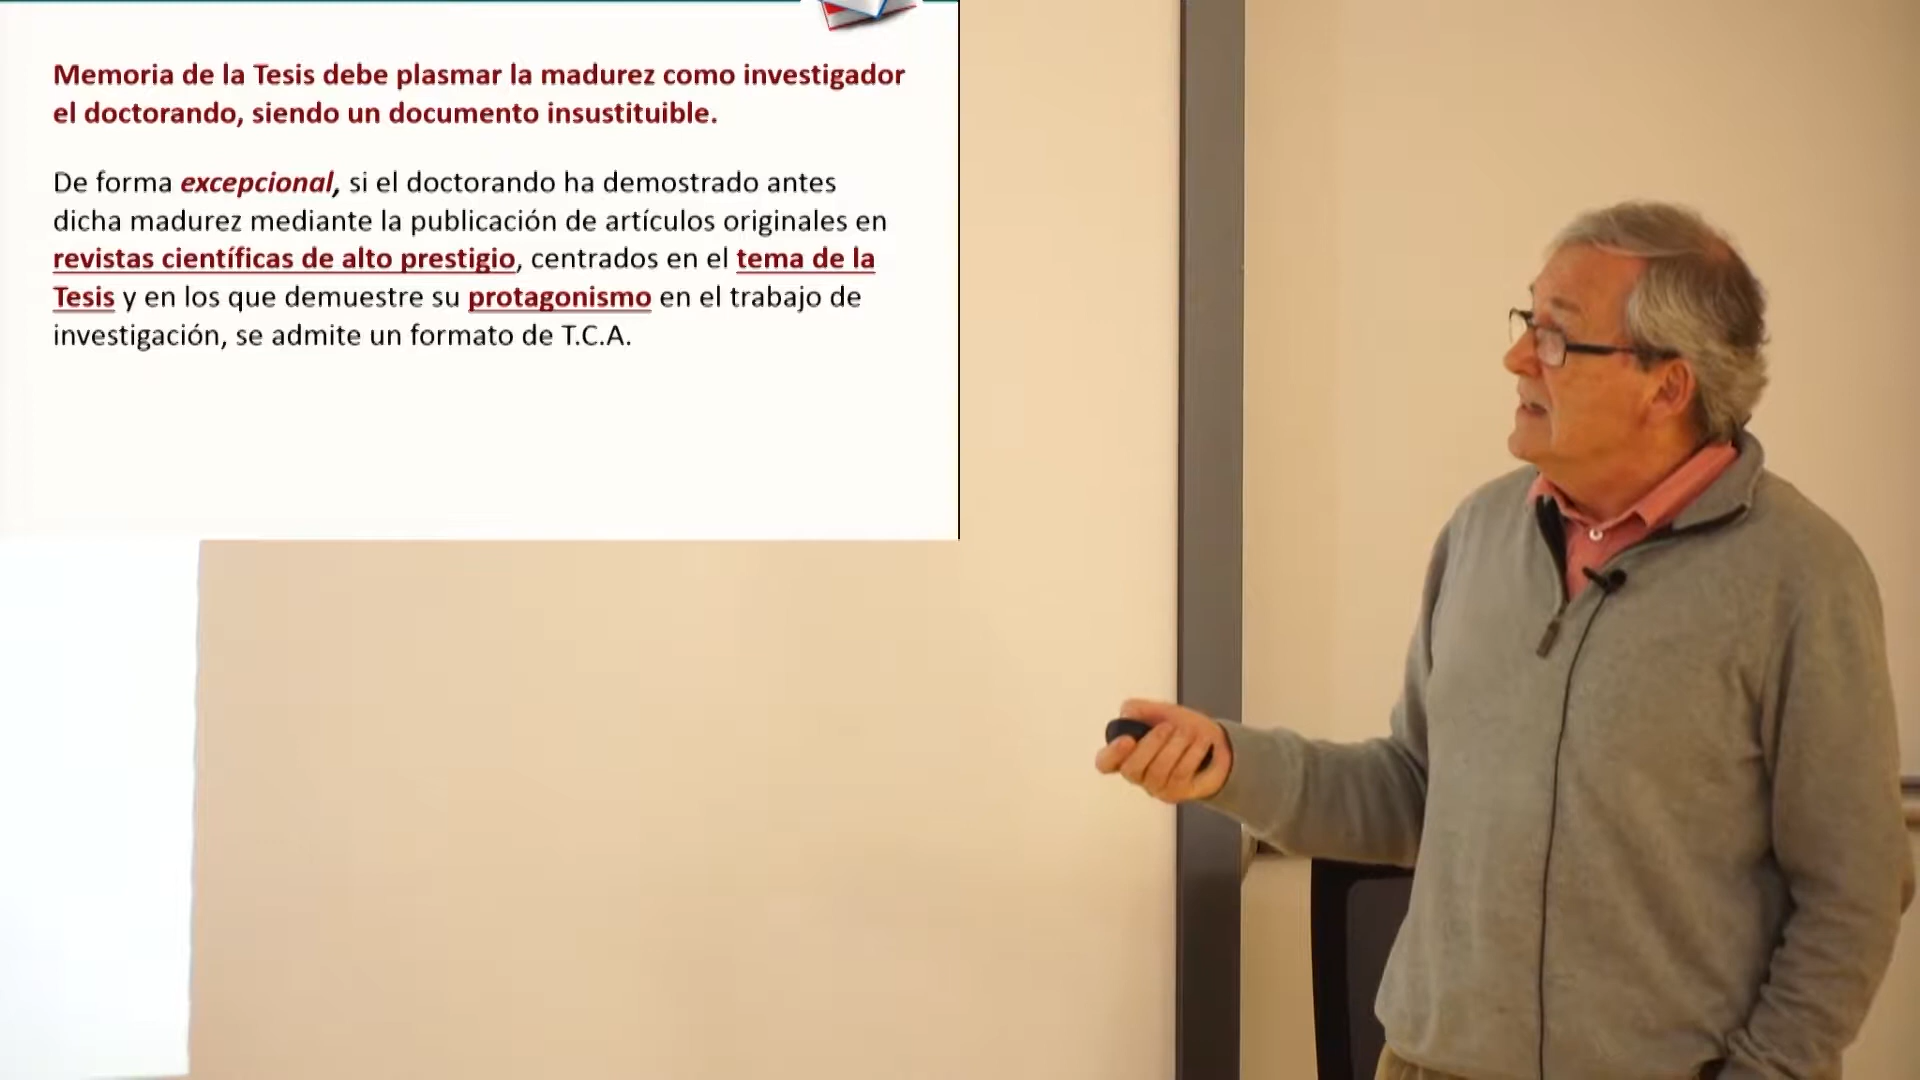 Memoria de la Tesis debe plasmar la madurez como investigador
el doctorando, siendo un documento insustituible.
De forma excepcional, si el doctorando ha demostrado antes
dicha madurez mediante la publicación de artículos originales en
revistas científicas de alto prestigio, centrados en el tema de la
Tesis y en los que demuestre su protagonismo en el trabajo de
investigación, se admite un formato de T.C.A.